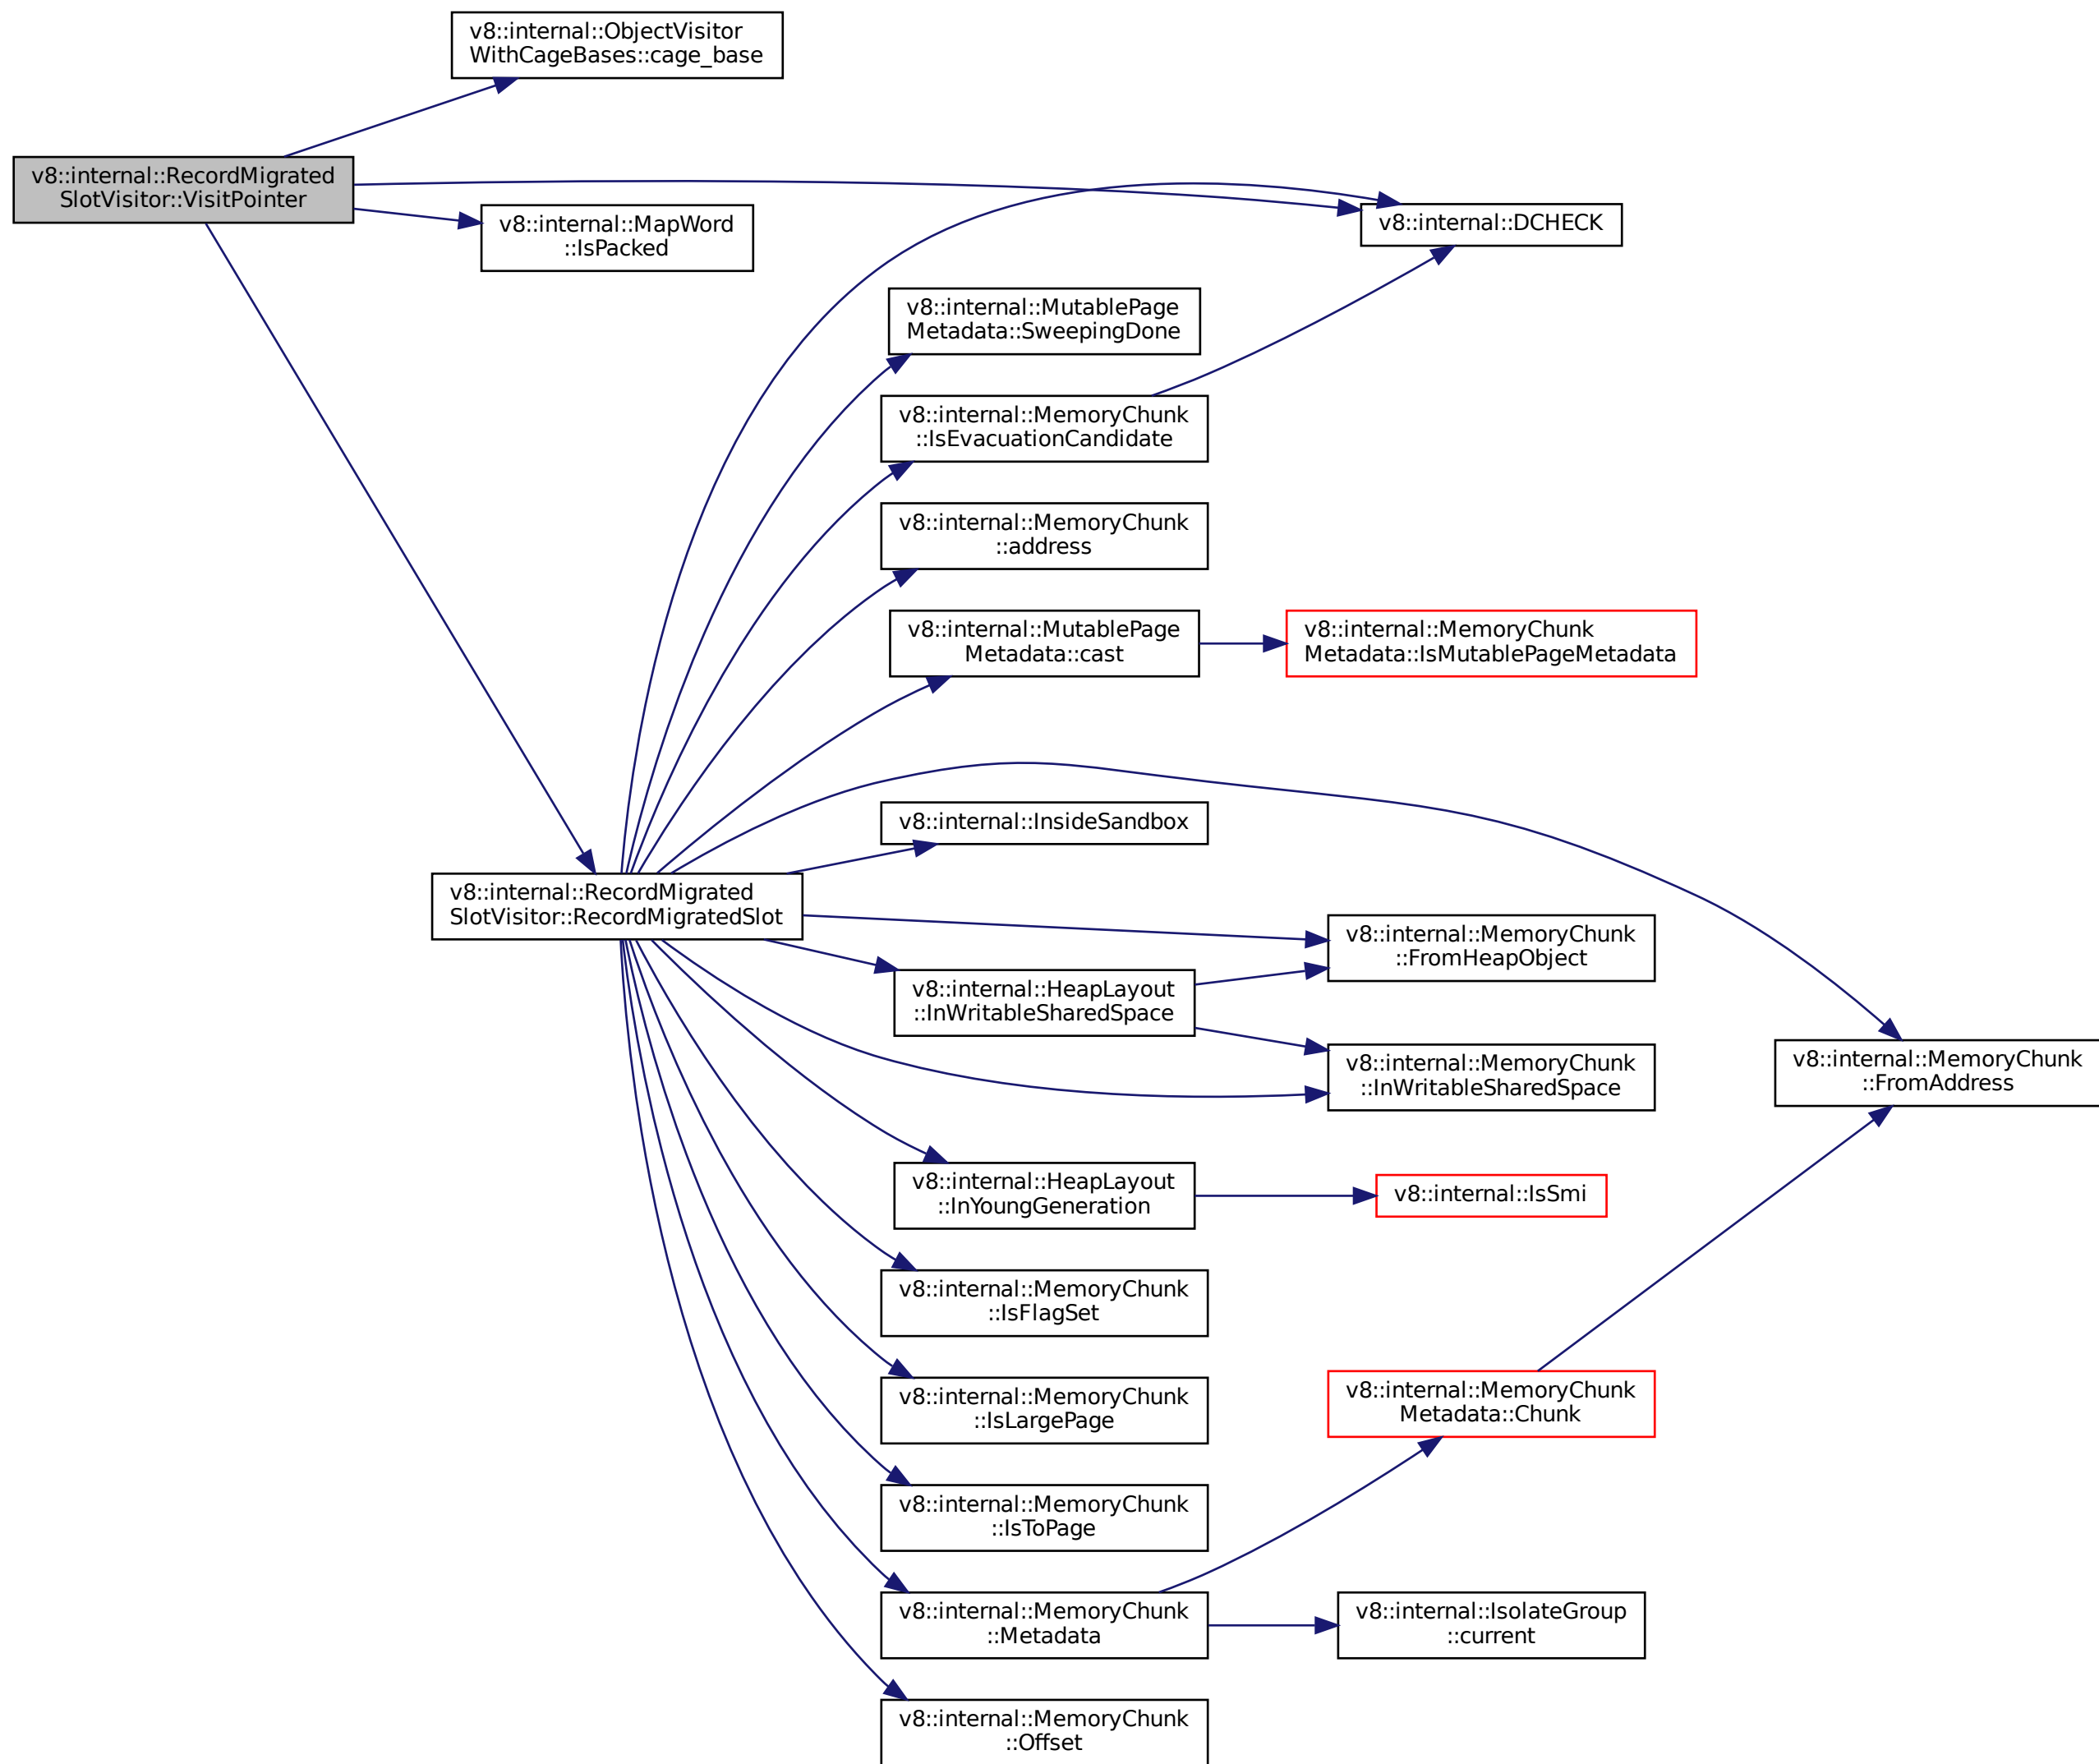 v8::internal::ObjectVisitor
WithCageBases::cage_base
v8::internal::RecordMigrated
SlotVisitor::VisitPointer
v8::internal::MapWord
::IsPacked
v8::internal::DCHECK
v8::internal::MutablePage
Metadata::SweepingDone
v8::internal::MemoryChunk
::IsEvacuationCandidate
v8::internal::MemoryChunk
::address
v8::internal::MutablePage
Metadata::cast
v8::internal::MemoryChunk
Metadata::IsMutablePageMetadata
v8::internal::InsideSandbox
v8::internal::RecordMigrated
SlotVisitor::RecordMigratedSlot
v8::internal::MemoryChunk
::FromHeapObject
v8::internal::HeapLayout
::InWritableSharedSpace
v8::internal::MemoryChunk
::InWritableSharedSpace
v8::internal::MemoryChunk
::FromAddress
v8::internal::HeapLayout
::InYoungGeneration
v8::internal::IsSmi
v8::internal::MemoryChunk
::IsFlagSet
v8::internal::MemoryChunk
::IsLargePage
v8::internal::MemoryChunk
Metadata::Chunk
v8::internal::MemoryChunk
::IsToPage
v8::internal::MemoryChunk
::Metadata
v8::internal::IsolateGroup
::current
v8::internal::MemoryChunk
::Offset